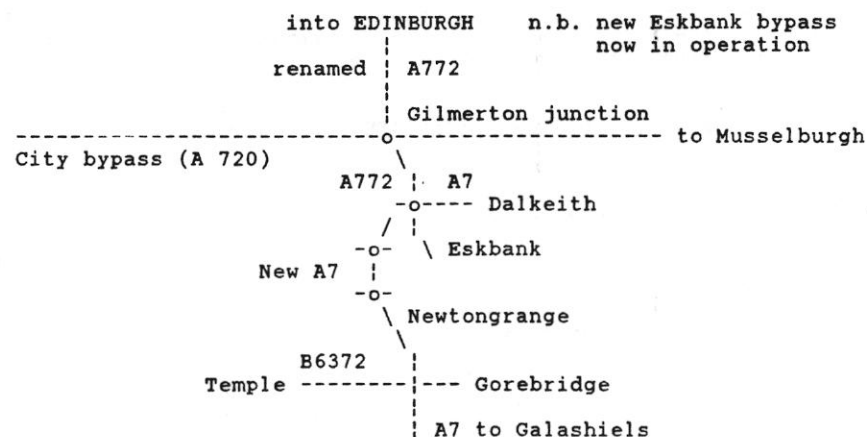 into EDINBURGH n.b. new Eskbank bypass
now in operation
renamed A772
Gilmerton junction
to Musselburgh
City bypass (A 720)
A772 A7
Dalkeith
Eskbank
New A7
Newtongrange
B6372
Temple Gorebridge
A7 to Galashiels